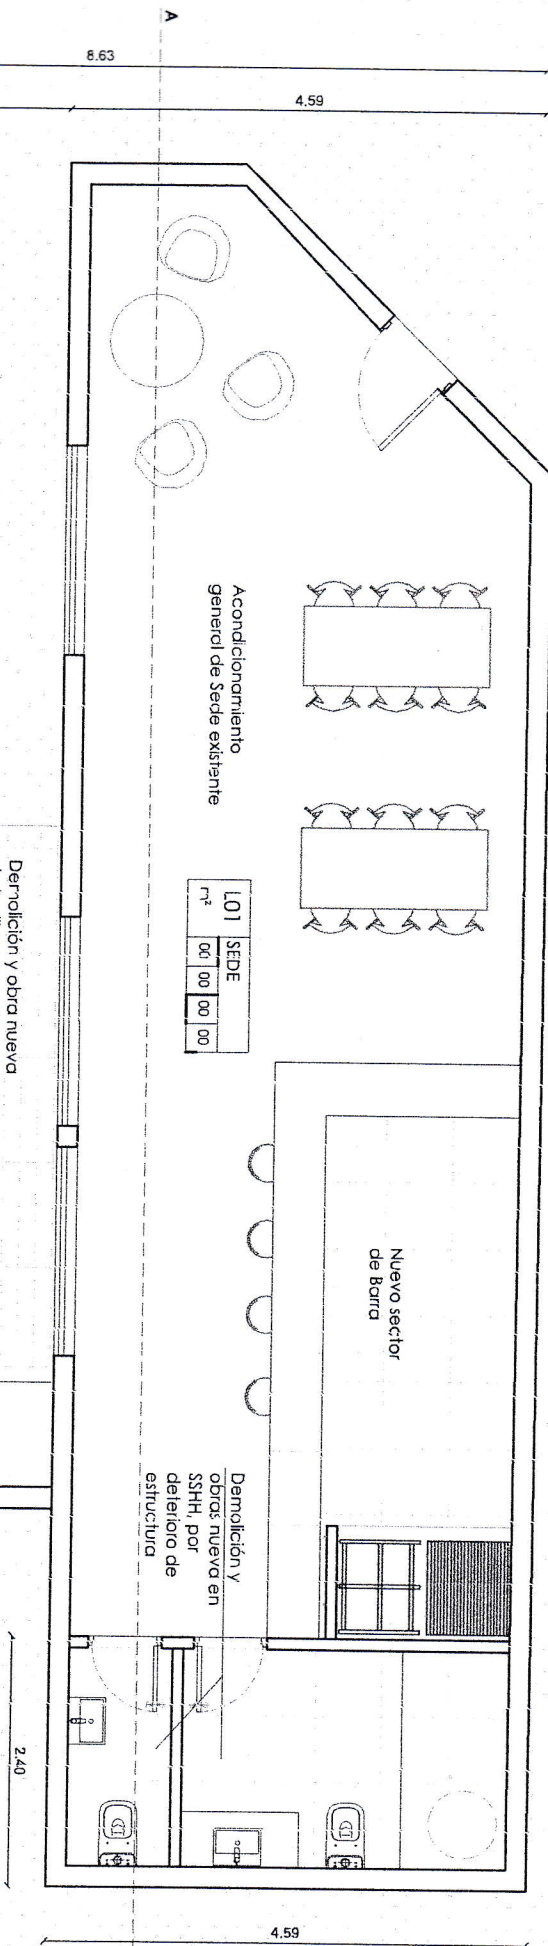 A
8.63
4.59
Acondicionamiento
general de Sede existente
L01 SEDE
m² 00 00 00 00
Demolición y obra nueva
Nuevo sector
de Barra
Demolición y
obras nueva en
SSHH, por
deterioro de
estructura
2.40
4.59